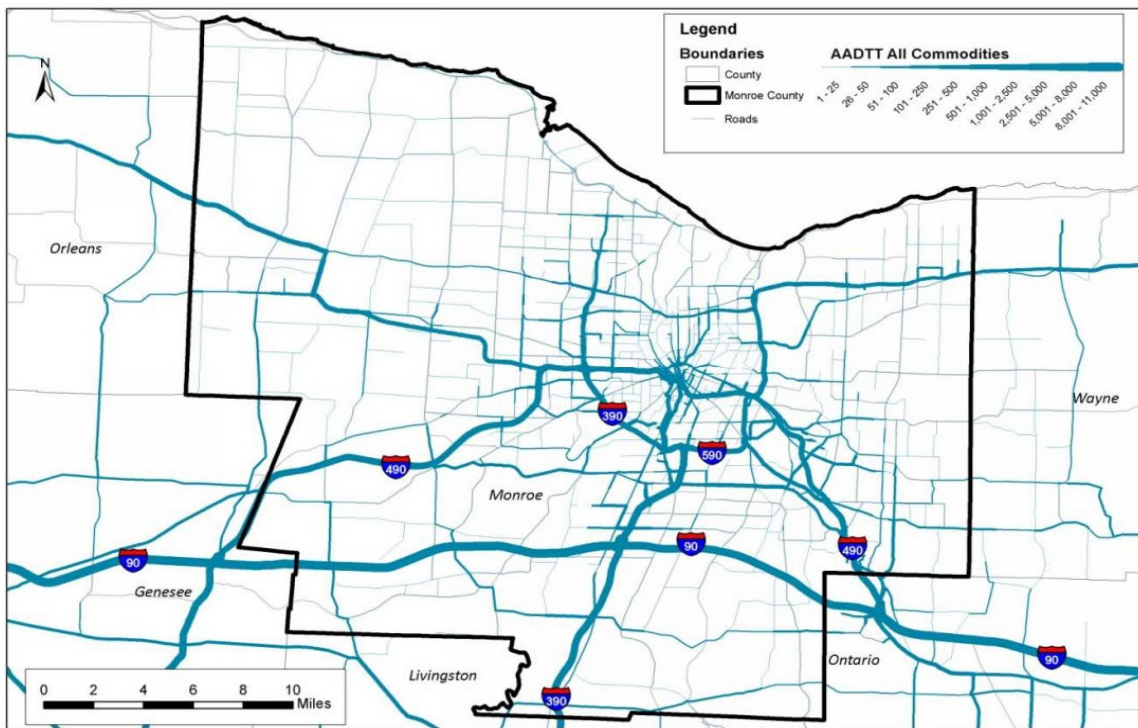 Legend
Boundaries
County
Monroe County
Roads
AADTT All Commodities
1 - 25
26 - 50
51 - 100
101 - 250
251 - 500
501 - 1,000
1,001 - 2,500
2,501 - 5,000
5,001 - 8,000
8,001 - 11,000
N
Orleans
Wayne
390
490
590
Monroe
90
90
490
Genesee
Livingston
Ontario
90
390
0 2 4 6 8 10
Miles